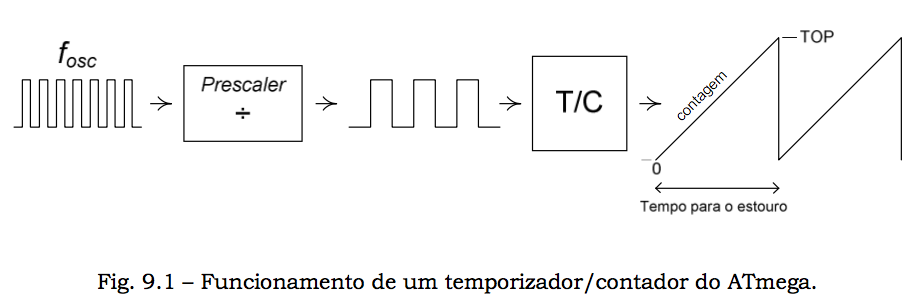 fosc
Prescaler
÷
T/C
contagem
TOP
0
Tempo para o estouro
Fig. 9.1 – Funcionamento de um temporizador/contador do ATmega.